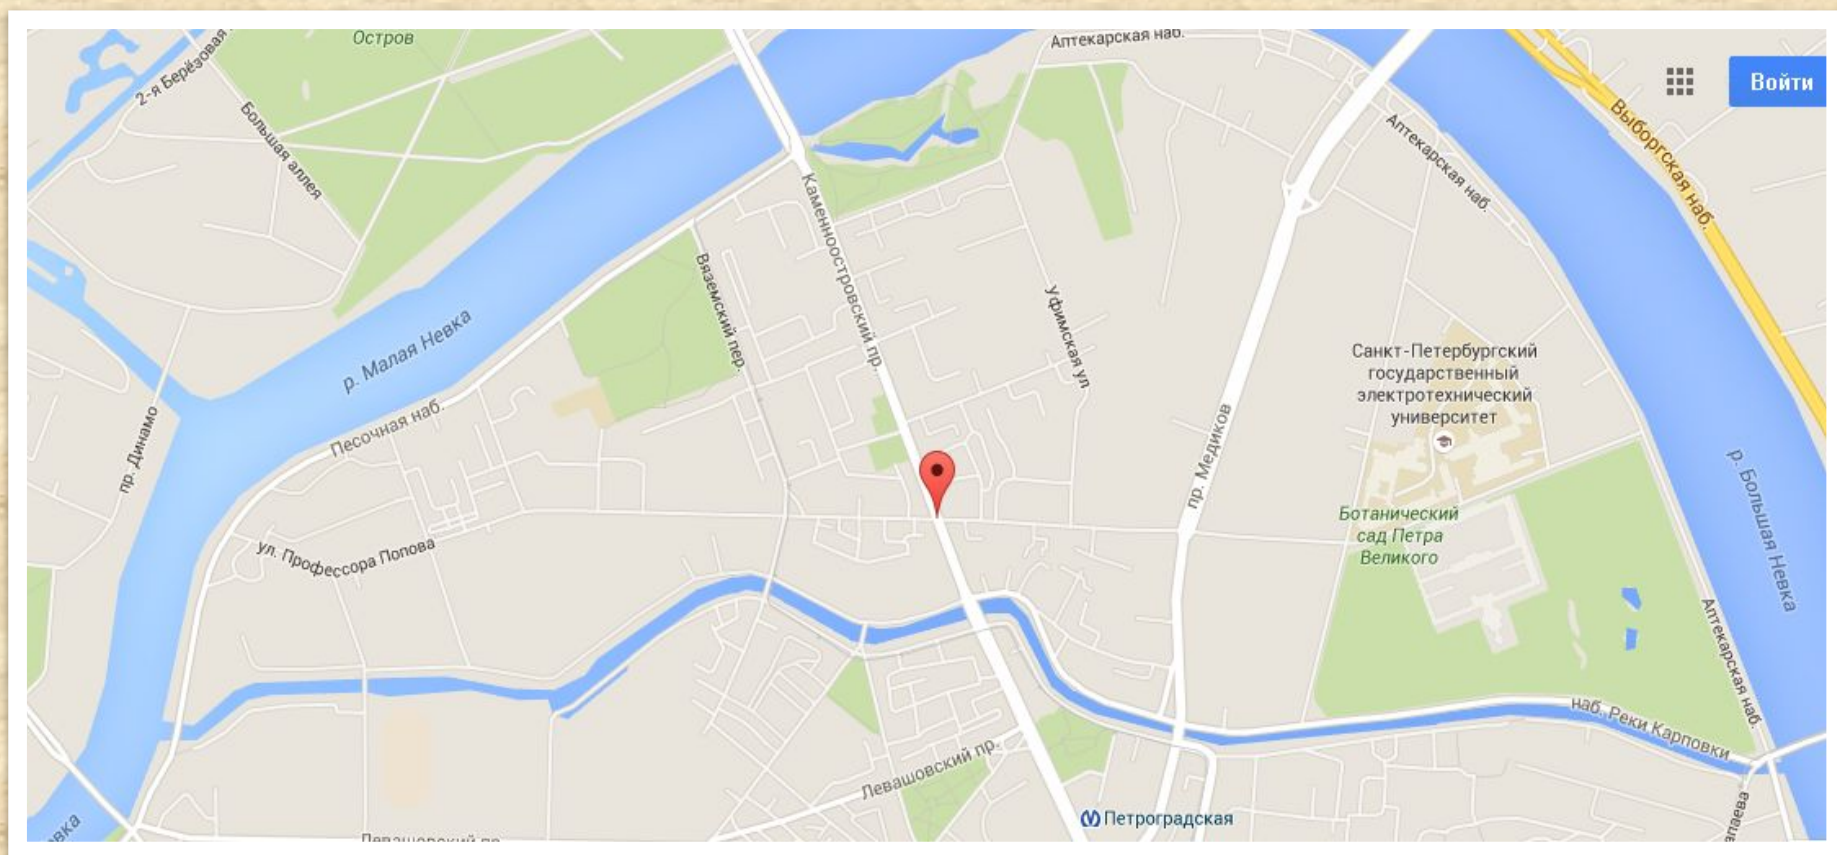 Остров
Аптекарская наб.
2-я Берёзовая
Войти
Большая аллея
Выборгская наб.
Аптекарская наб.
Каменноостровский пр.
Вяземский пер.
Уфимская ул
р. Малая Невка
Санкт-Петербургский
государственный
электротехнический
университет
Песочная наб.
пр. Динамо
пр. Медиков
р. Большая Невка
Ботанический
сад Петра
Великого
ул. Профессора Попова
Аптекарская наб.
наб. Реки Карповки
Левашовский пр.
Петроградская
Левашовский пр